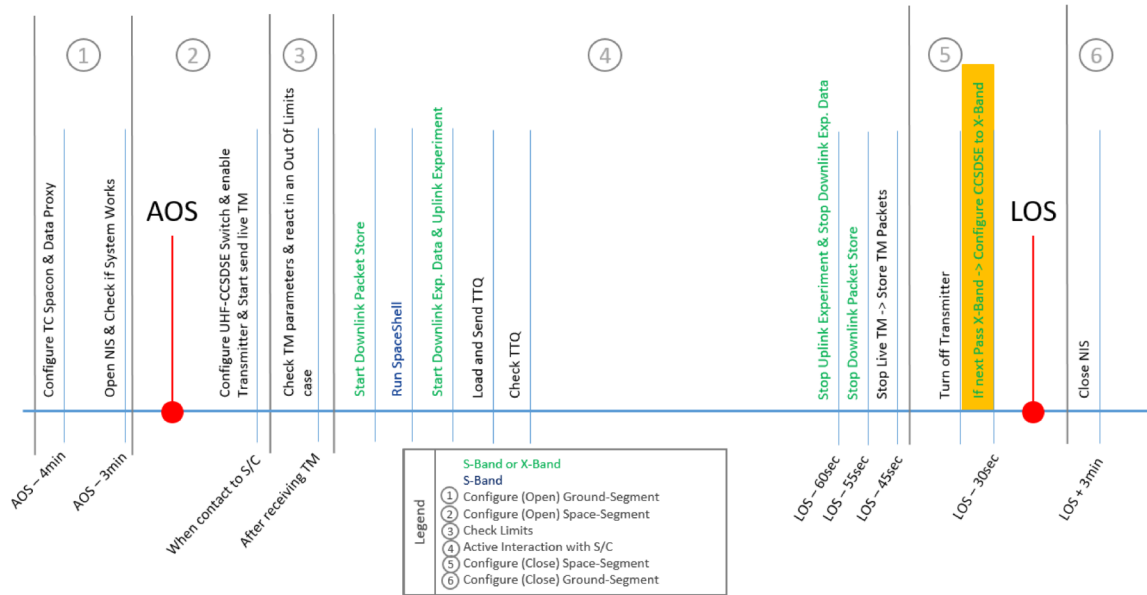 1
2
3
4
5
6
Configure TC Spacon & Data Proxy
Open NIS & Check if System Works
AOS
Configure UHF-CCSDSE Switch & enable
Transmitter & Start send live TM
Check TM parameters & react in an Out Of Limits
case
Start Downlink Packet Store
Run SpaceShell
Start Downlink Exp. Data & Uplink Experiment
Load and Send TTQ
Check TTQ
Stop Uplink Experiment & Stop Downlink Exp. Data
Stop Downlink Packet Store
Stop Live TM -> Store TM Packets
Turn off Transmitter
If next Pass X-Band -> Configure CCSDSE to X-Band
LOS
Close NIS
AOS – 4min
AOS – 3min
When contact to S/C
After receiving TM
LOS – 60sec
LOS – 55sec
LOS – 45sec
LOS – 30sec
LOS + 3min
Legend
S-Band or X-Band
S-Band
1 Configure (Open) Ground-Segment
2 Configure (Open) Space-Segment
3 Check Limits
4 Active Interaction with S/C
5 Configure (Close) Space-Segment
6 Configure (Close) Ground-Segment